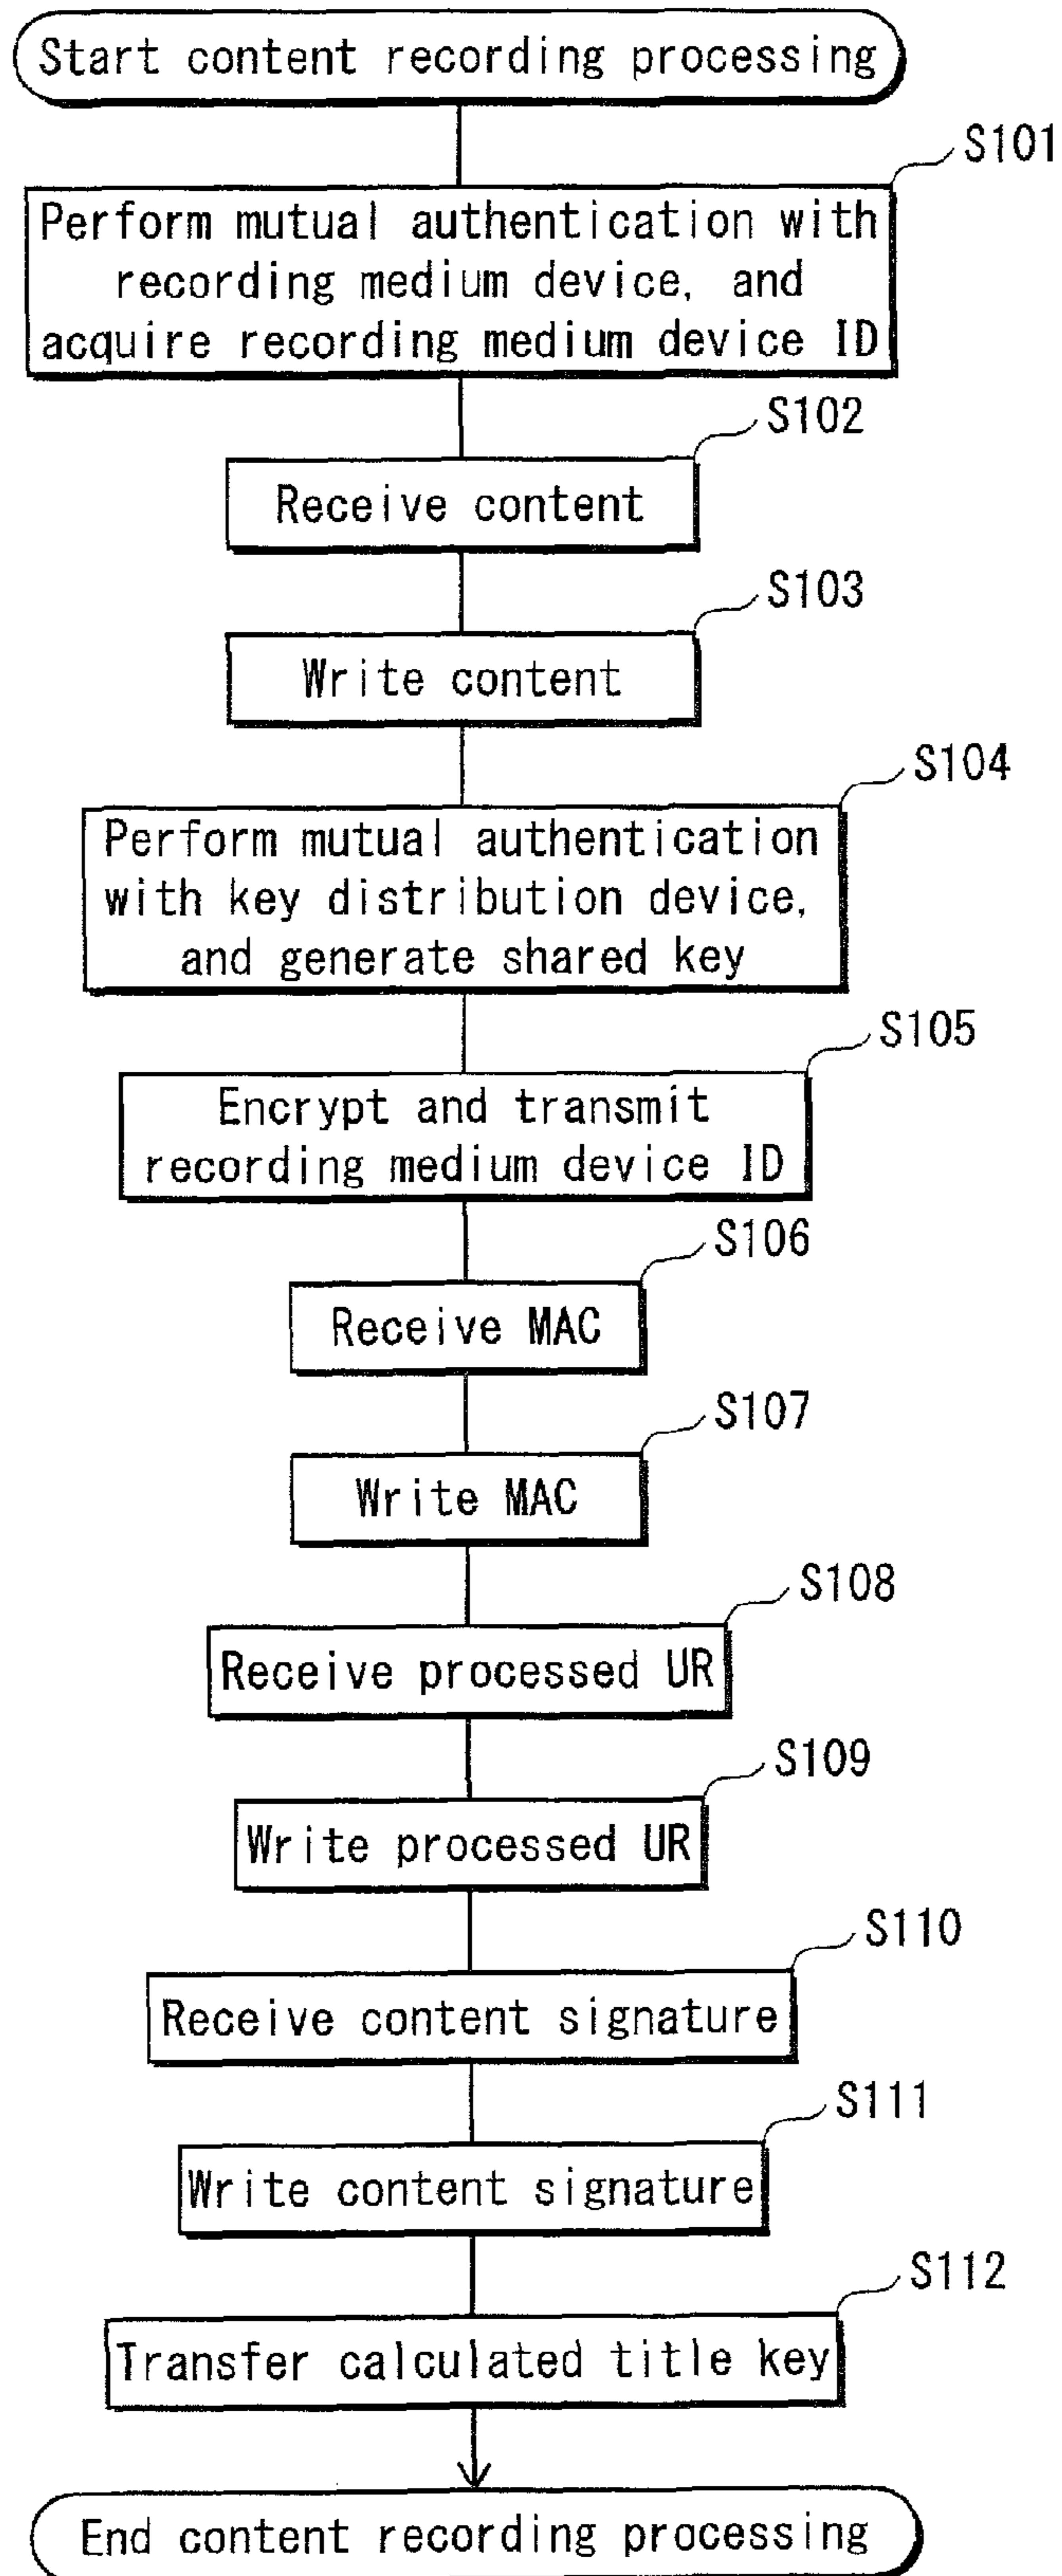 Start content recording processing
S101
Perform mutual authentication with
recording medium device, and
acquire recording medium device ID
S102
Receive content
S103
Write content
S104
Perform mutual authentication
with key distribution device,
and generate shared key
S105
Encrypt and transmit
recording medium device ID
S106
Receive MAC
S107
Write MAC
S108
Receive processed UR
S109
Write processed UR
S110
Receive content signature
S111
Write content signature
S112
Transfer calculated title key
End content recording processing